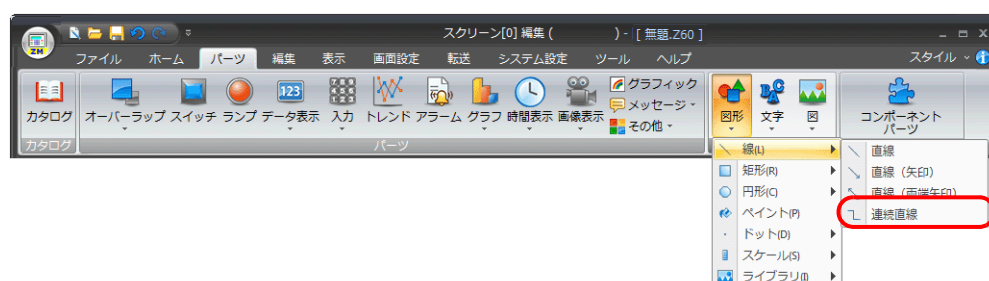 スクリーン[0] 編集 ( ) - [ 無題.Z60 ]
ZM
ファイル ホーム パーツ 編集 表示 画面設定 転送 システム設定 ツール ヘルプ スタイル
カタログ オーバーラップ スイッチ ランプ データ表示 入力 トレンド アラーム グラフ 時間表示 画像表示
123
グラフィック
メッセージ
その他
図形 文字 図
コンポーネント
パーツ
カタログ パーツ
線(L)
矩形(R)
円形(C)
ペイント(P)
ドット(D)
スケール(S)
ライブラリ(I)
直線
直線（矢印）
直線（両端矢印）
連続直線